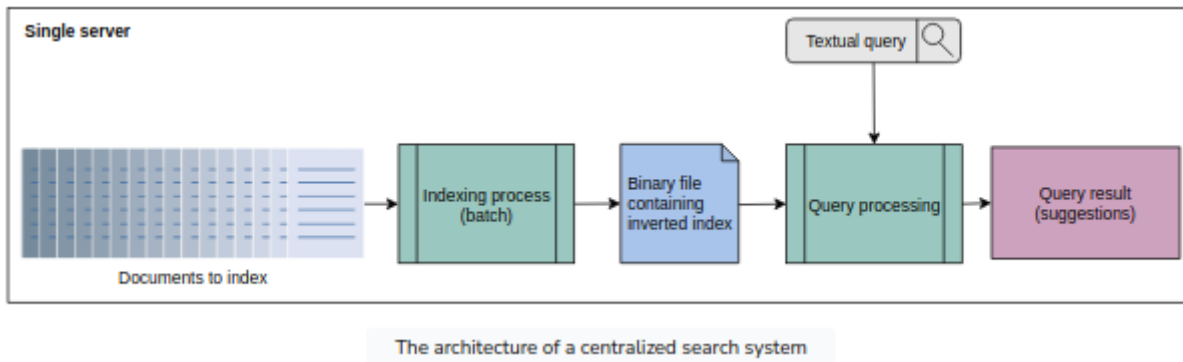 Single server
Textual query
Documents to index
Indexing process
(batch)
Binary file
containing
inverted index
Query processing
Query result
(suggestions)
The architecture of a centralized search system